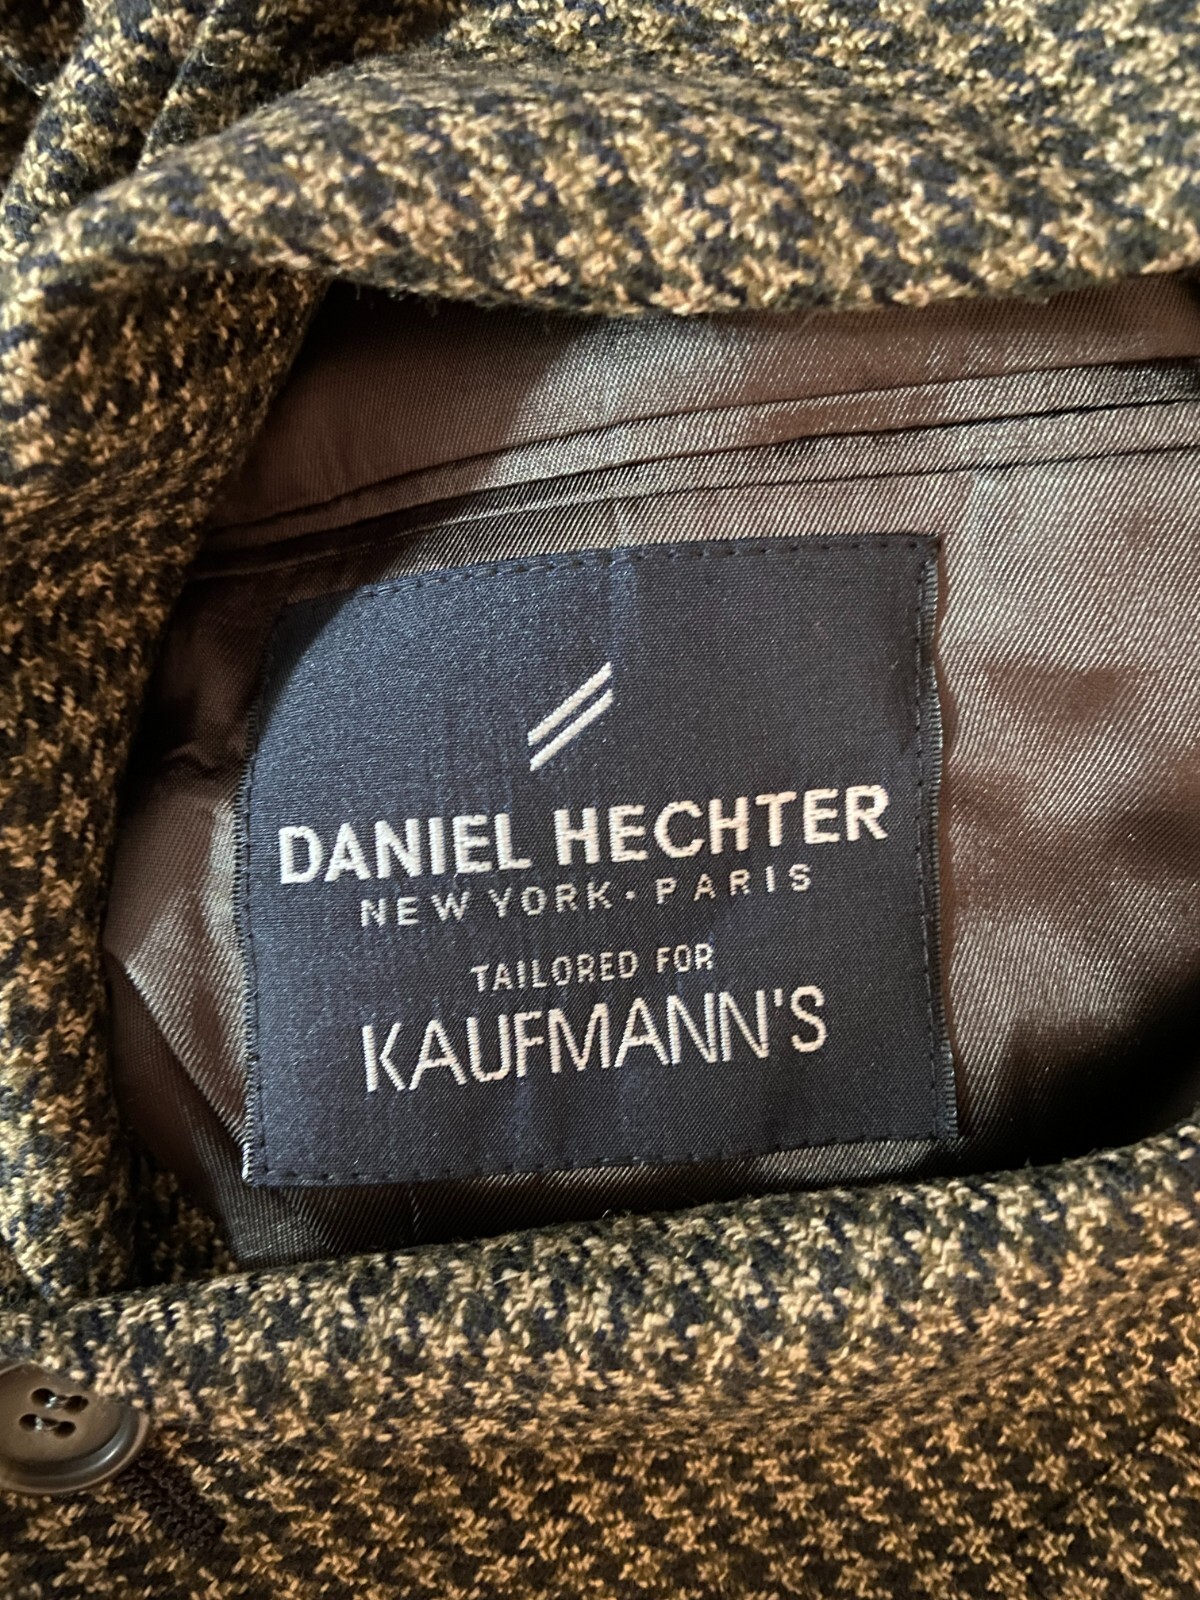 DANIEL HECHTER
NEW YORK · PARIS
TAILORED FOR
KAUFMANN'S